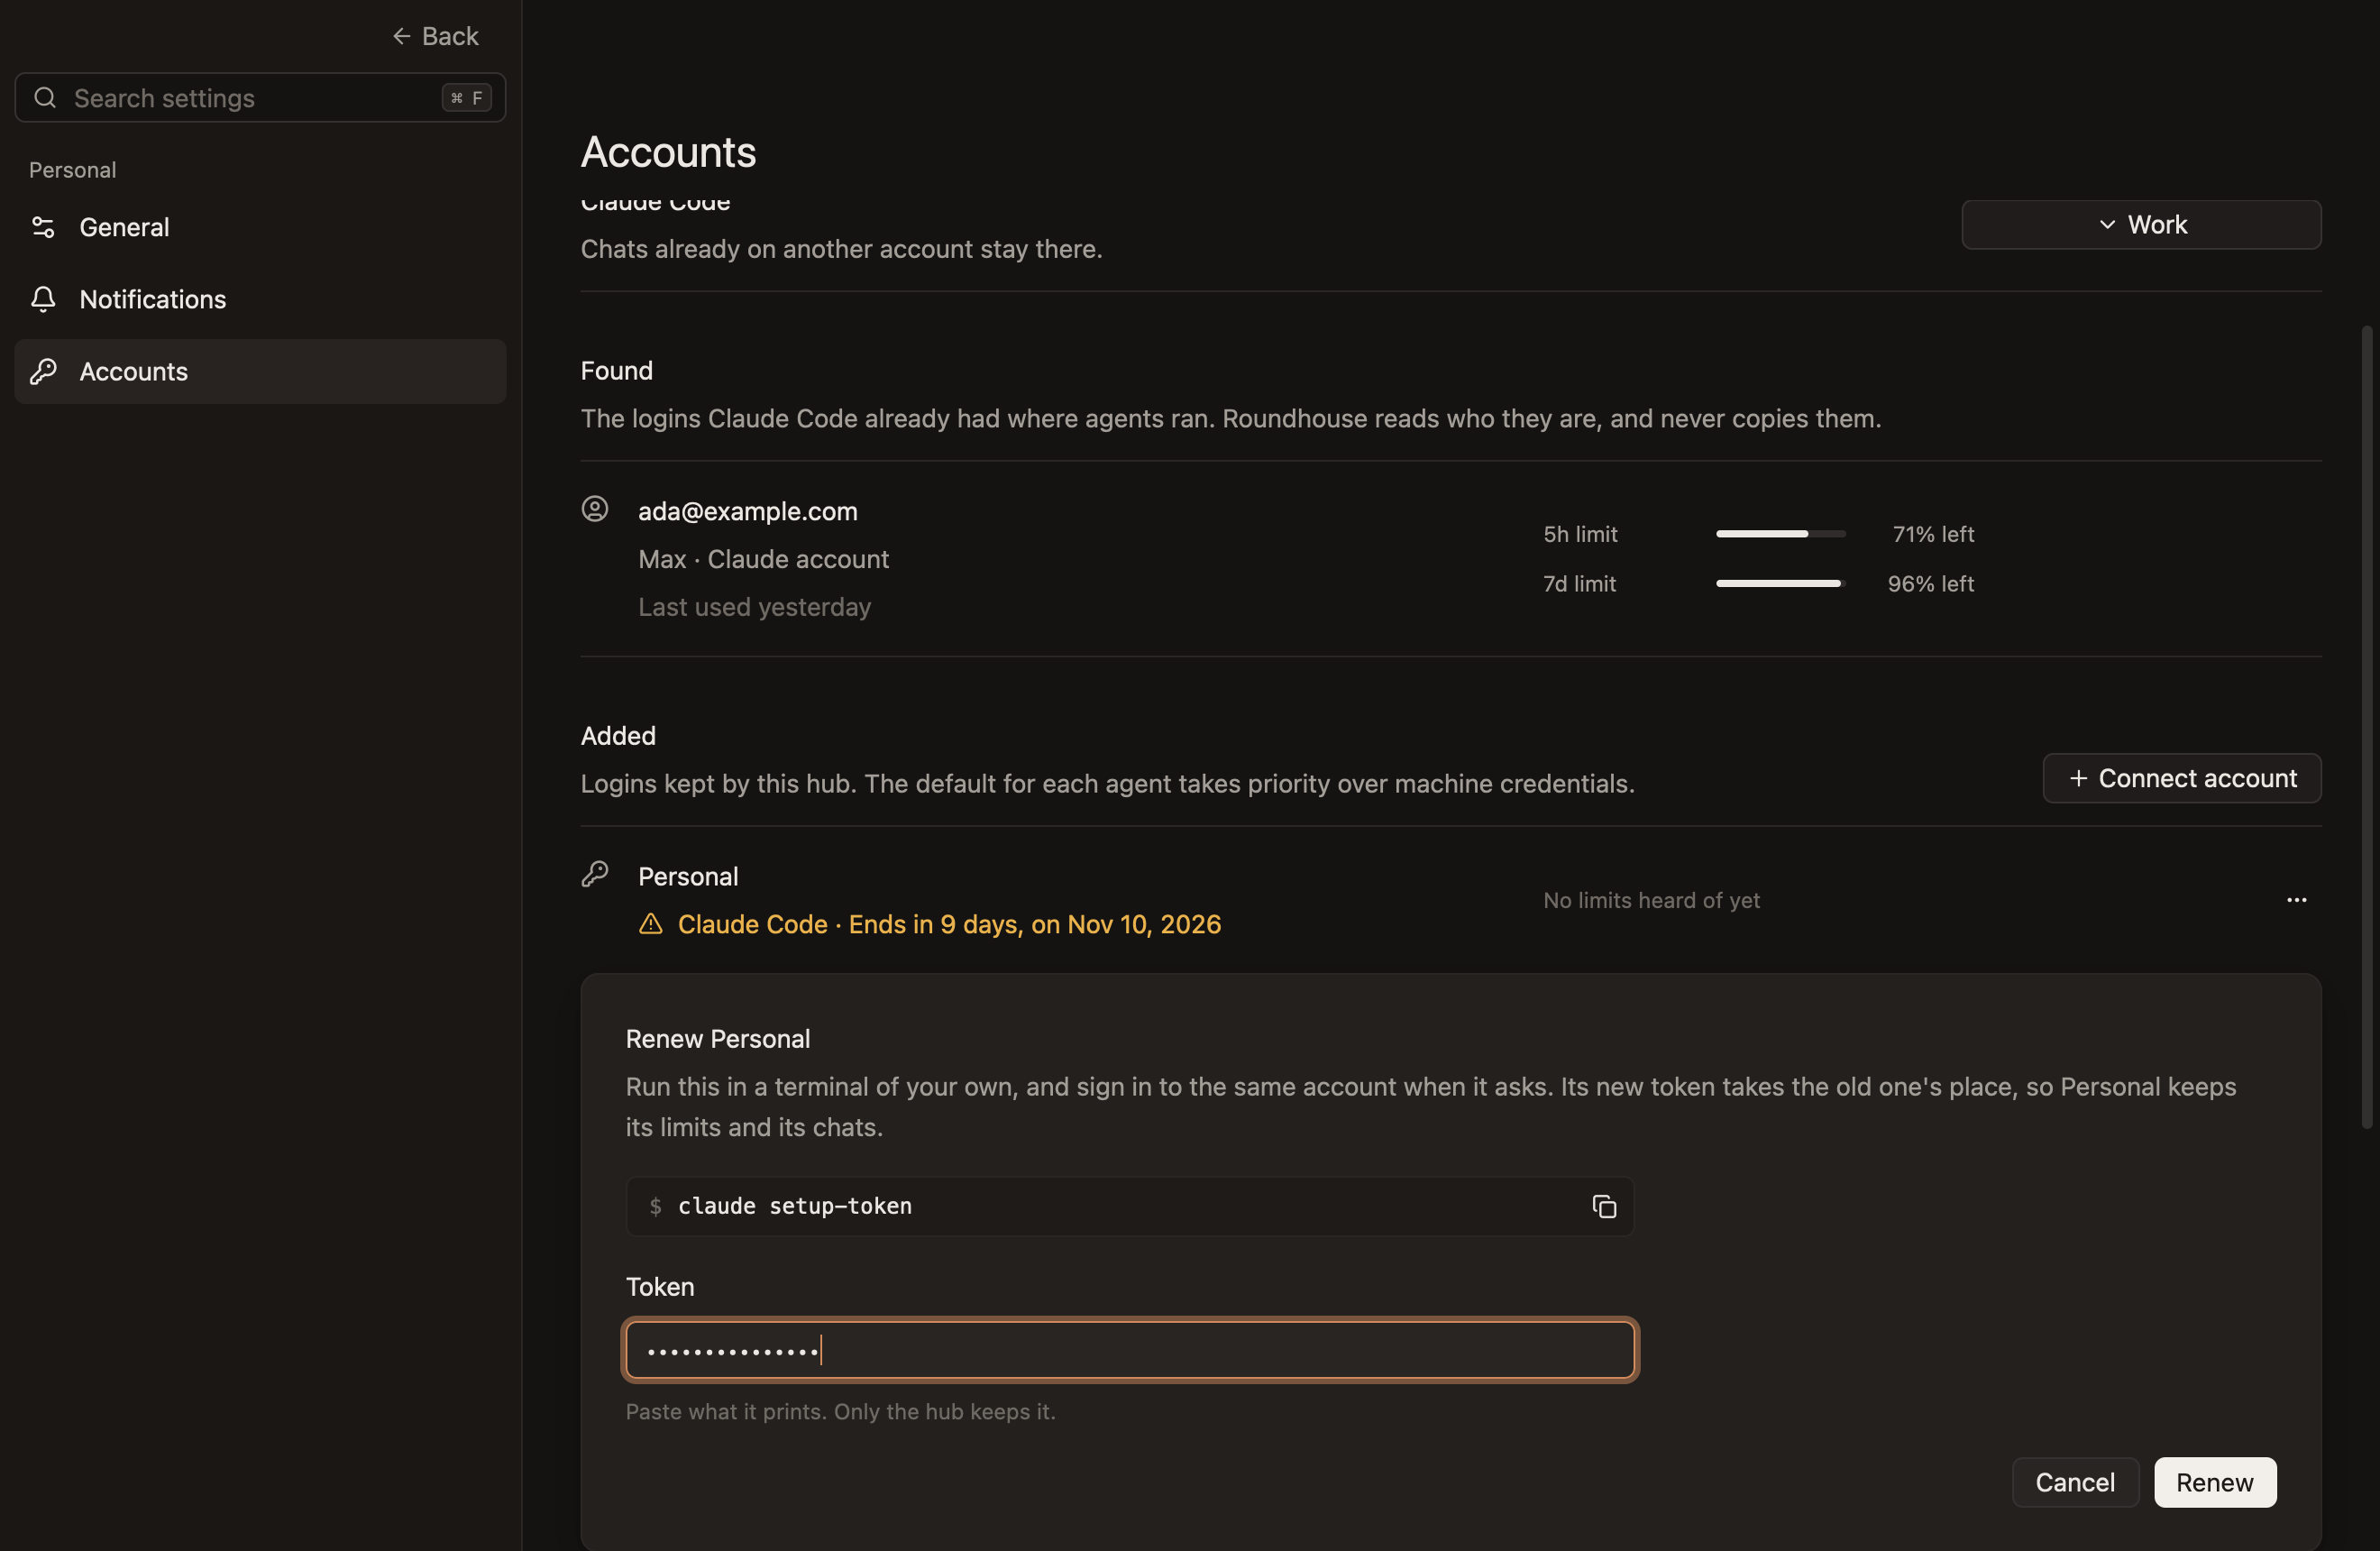 Back
Search settings
⌘ F
Personal
General
Notifications
Accounts
Accounts
Claude Code
Chats already on another account stay there.
Work
Found
The logins Claude Code already had where agents ran. Roundhouse reads who they are, and never copies them.
ada@example.com
Max · Claude account
Last used yesterday
5h limit
71% left
7d limit
96% left
Added
Logins kept by this hub. The default for each agent takes priority over machine credentials.
Connect account
Personal
Claude Code · Ends in 9 days, on Nov 10, 2026
No limits heard of yet
Renew Personal
Run this in a terminal of your own, and sign in to the same account when it asks. Its new token takes the old one's place, so Personal keeps
its limits and its chats.
$ claude setup-token
Token
Paste what it prints. Only the hub keeps it.
Cancel
Renew